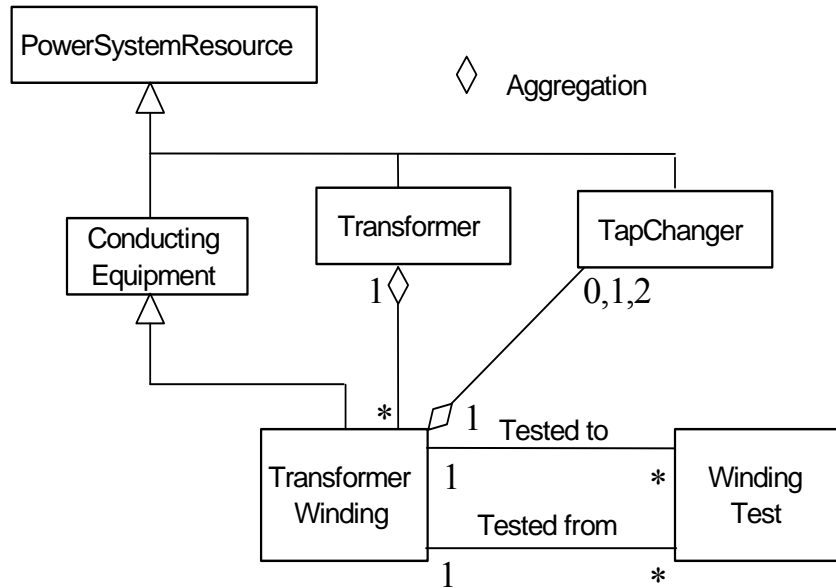 PowerSystemResource
Aggregation
Conducting
Equipment
Transformer
TapChanger
1
0,1,2
*
1
Tested to
1
*
Transformer
Winding
Winding
Test
Tested from
1
*